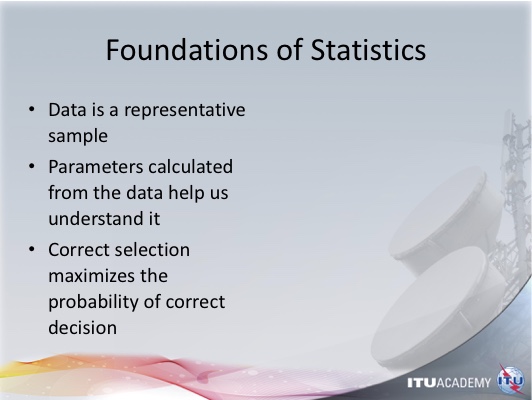 Foundations of Statistics
• Data is a representative
sample
• Parameters calculated
from the data help us
understand it
• Correct selection
maximizes the
probability of correct
decision
ITUACADEMY ITU